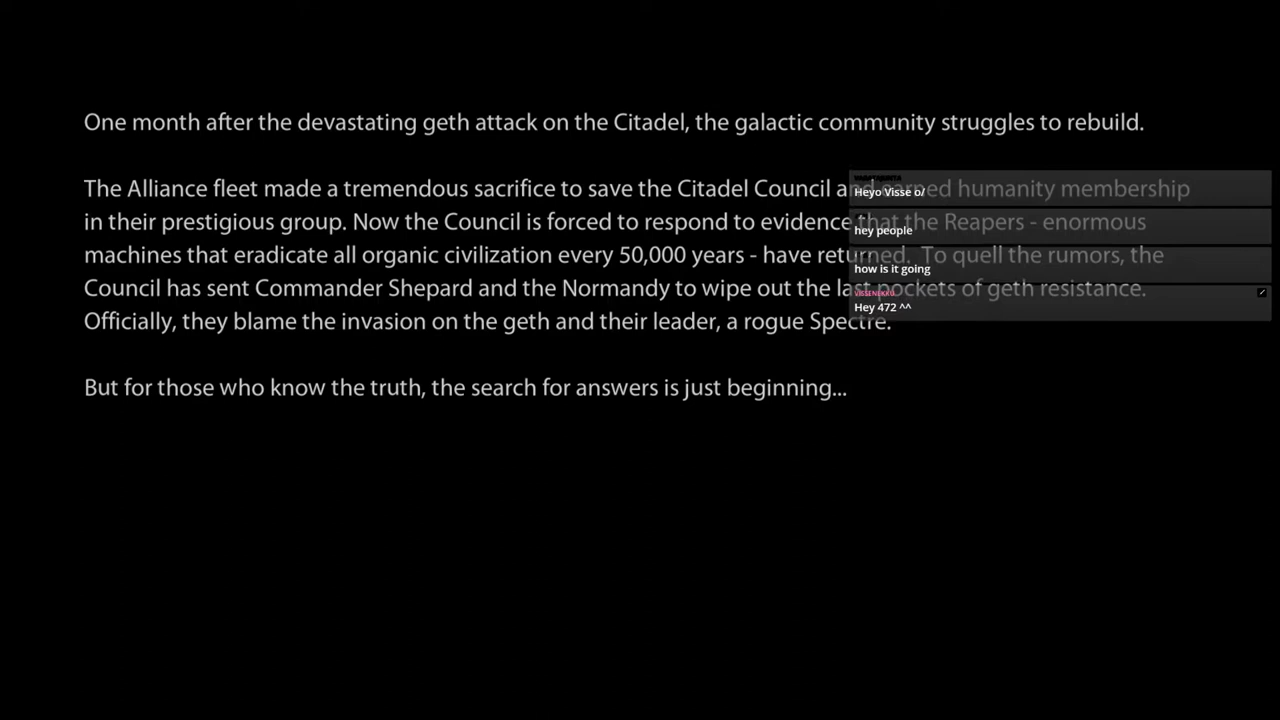 One month after the devastating geth attack on the Citadel, the galactic community struggles to rebuild.
The Alliance fleet made a tremendous sacrifice to save the Citadel Council and earned humanity membership
in their prestigious group. Now the Council is forced to respond to evidence that the Reapers - enormous
machines that eradicate all organic civilization every 50,000 years - have returned. To quell the rumors, the
Council has sent Commander Shepard and the Normandy to wipe out the last pockets of geth resistance.
Officially, they blame the invasion on the geth and their leader, a rogue Spectre.
But for those who know the truth, the search for answers is just beginning...
Heyo Visse o/
hey people
how is it going
VISSENEKKU
Hey 472 ^^